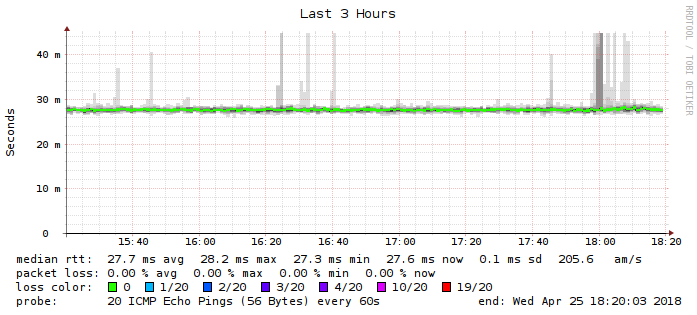 Last 3 Hours
RRDTOOL / TOBI OETIKER
Seconds
40 m
30 m
20 m
10 m
0
15:40 16:00 16:20 16:40 17:00 17:20 17:40 18:00 18:20
median rtt: 27.7 ms avg 28.2 ms max 27.3 ms min 27.6 ms now 0.1 ms sd 205.6 am/s
packet loss: 0.00 % avg 0.00 % max 0.00 % min 0.00 % now
loss color: 0 1/20 2/20 3/20 4/20 10/20 19/20
probe: 20 ICMP Echo Pings (56 Bytes) every 60s end: Wed Apr 25 18:20:03 2018